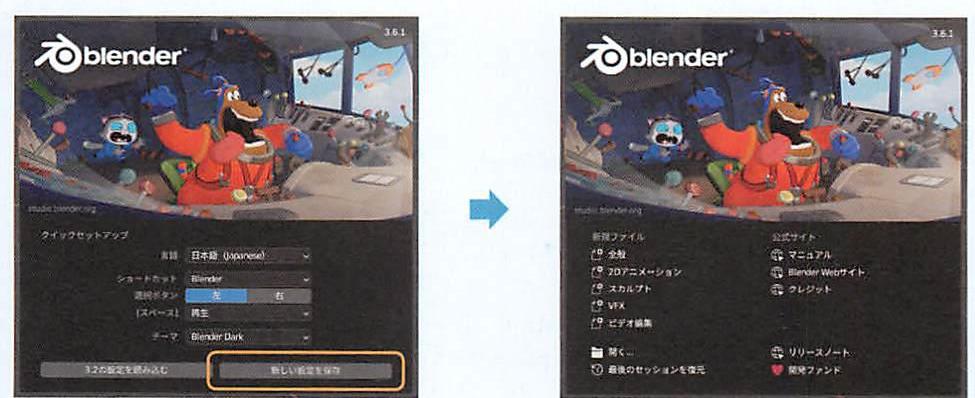 3.6.1
blender
studio.blender.org
クイックセットアップ
言語 日本語 (Japanese)
ショートカット Blender
選択ボタン 左 右
[スペース] 再生
テーマ Blender Dark
3.2の設定を読み込む 新しい設定を保存
3.6.1
blender
studio.blender.org
新規ファイル
全般
2Dアニメーション
スカルプト
VFX
ビデオ編集
開く...
最後のセッションを復元
公式サイト
マニュアル
Blender Webサイト
クレジット
リリースノート
開発ファンド